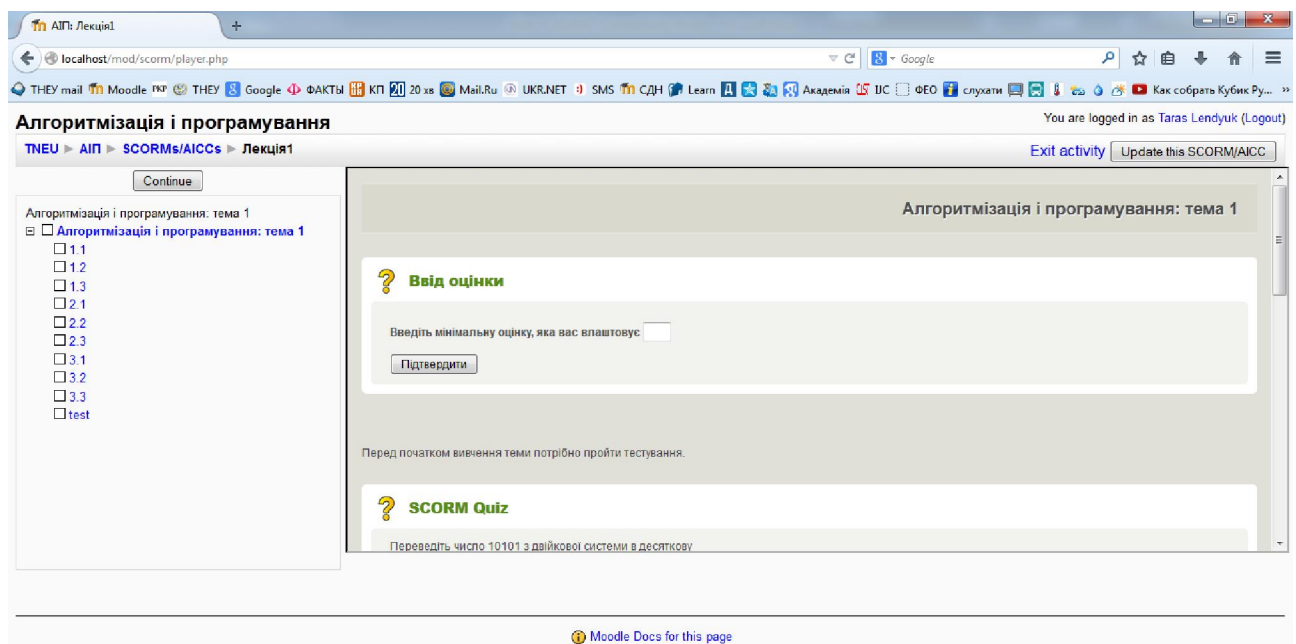 АІП: Лекція1
localhost/mod/scorm/player.php
Google
ТНЕУ mail Moodle РКР ТНЕУ Google ФАКТЫ КП 20 20 хв Mail.Ru UKR.NET SMS СДН Learn Академія ІJC ФЕО слухати Как собрать Кубик Ру...
Алгоритмізація і програмування
You are logged in as Taras Lendyuk (Logout)
TNEU ► АІП ► SCORMs/AICCs ► Лекція1
Exit activity Update this SCORM/AICC
Continue
Алгоритмізація і програмування: тема 1
Алгоритмізація і програмування: тема 1
1.1
1.2
1.3
2.1
2.2
2.3
3.1
3.2
3.3
test
Алгоритмізація і програмування: тема 1
Ввід оцінки
Введіть мінімальну оцінку, яка вас влаштовує
Підтвердити
Перед початком вивчення теми потрібно пройти тестування.
SCORM Quiz
Переведіть число 10101 з двійкової системи в десяткову
Moodle Docs for this page